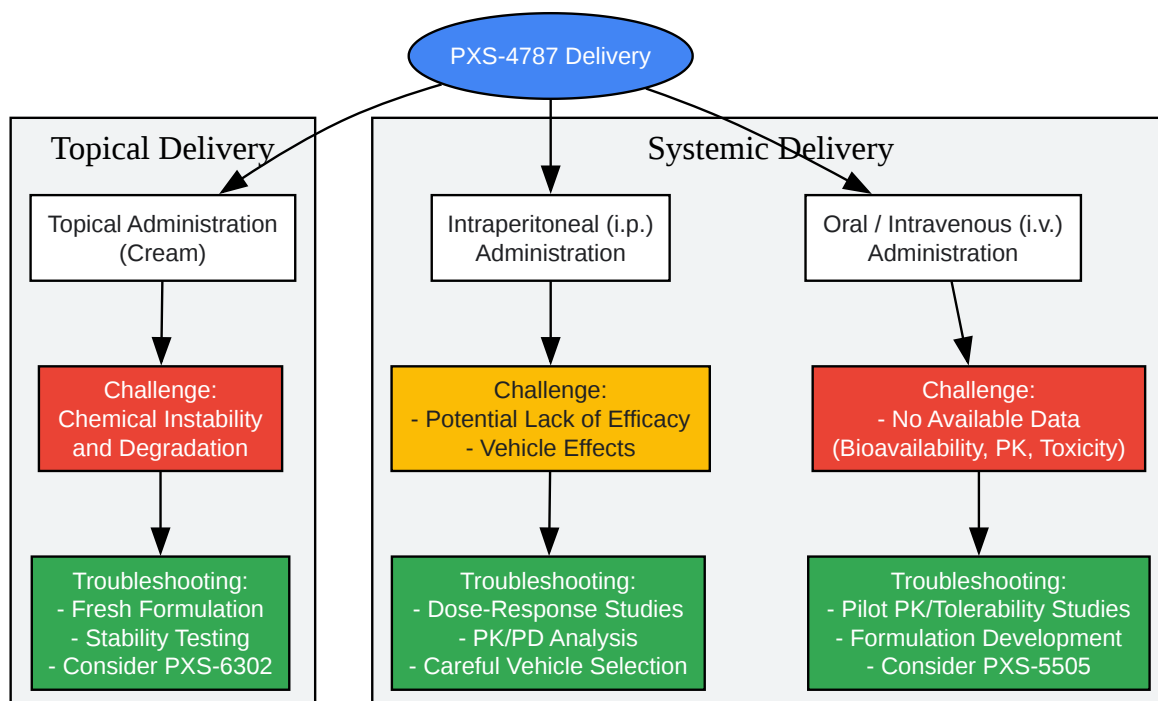 PXS-4787 Delivery
Topical Delivery
Systemic Delivery
Topical Administration
(Cream)
Intraperitoneal (i.p.)
Administration
Oral / Intravenous (i.v.)
Administration
Challenge:
Chemical Instability
and Degradation
Challenge:
- Potential Lack of Efficacy
- Vehicle Effects
Challenge:
- No Available Data
(Bioavailability, PK, Toxicity)
Troubleshooting:
- Fresh Formulation
- Stability Testing
- Consider PXS-6302
Troubleshooting:
- Dose-Response Studies
- PK/PD Analysis
- Careful Vehicle Selection
Troubleshooting:
- Pilot PK/Tolerability Studies
- Formulation Development
- Consider PXS-5505